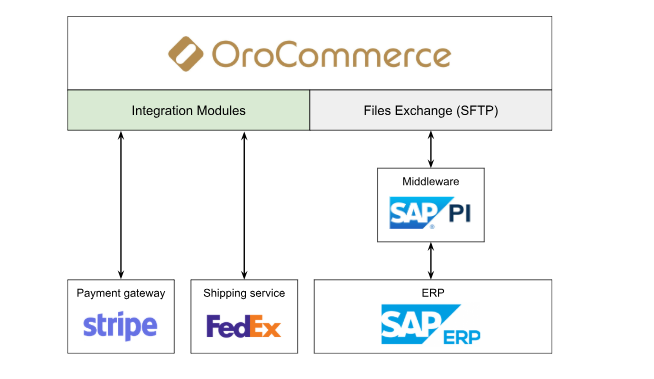 OroCommerce
Integration Modules
Files Exchange (SFTP)
Middleware
SAP® PI
Payment gateway
stripe
Shipping service
FedEx
ERP
SAP ERP